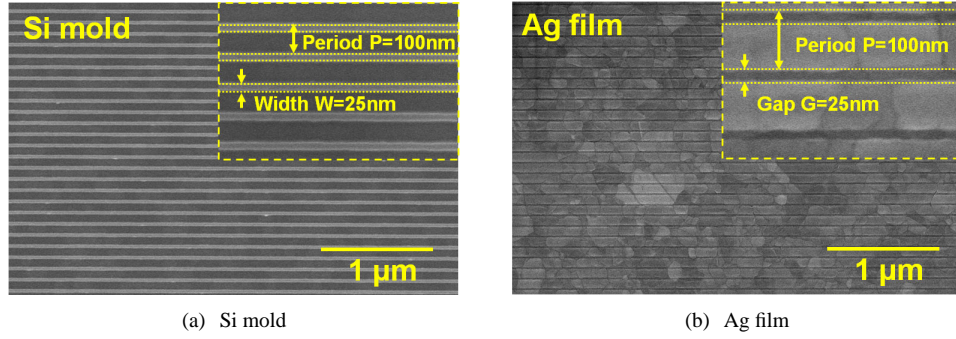 Si mold
Period P=100nm
Width W=25nm
1 µm
(a) Si mold
Ag film
Period P=100nm
Gap G=25nm
1 µm
(b) Ag film